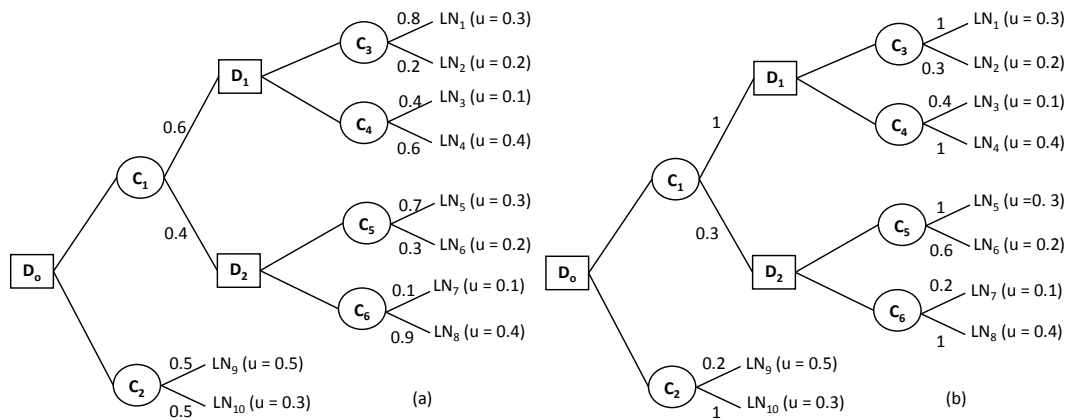 0.8 LN₁ (u = 0.3)
C₃
0.2 LN₂ (u = 0.2)
D₁
0.4 LN₃ (u = 0.1)
C₄
0.6 LN₄ (u = 0.4)
0.6
C₁
0.4
0.7 LN₅ (u = 0.3)
C₅
0.3 LN₆ (u = 0.2)
Dₒ
D₂
0.1 LN₇ (u = 0.1)
C₆
0.9 LN₈ (u = 0.4)
0.5 LN₉ (u = 0.5)
C₂
0.5 LN₁₀ (u = 0.3)
(a)
1 LN₁ (u = 0.3)
C₃
0.3 LN₂ (u = 0.2)
D₁
0.4 LN₃ (u = 0.1)
C₄
1 LN₄ (u = 0.4)
1
C₁
0.3
1 LN₅ (u =0. 3)
C₅
0.6 LN₆ (u = 0.2)
Dₒ
D₂
0.2 LN₇ (u = 0.1)
C₆
1 LN₈ (u = 0.4)
0.2 LN₉ (u = 0.5)
C₂
1 LN₁₀ (u = 0.3)
(b)